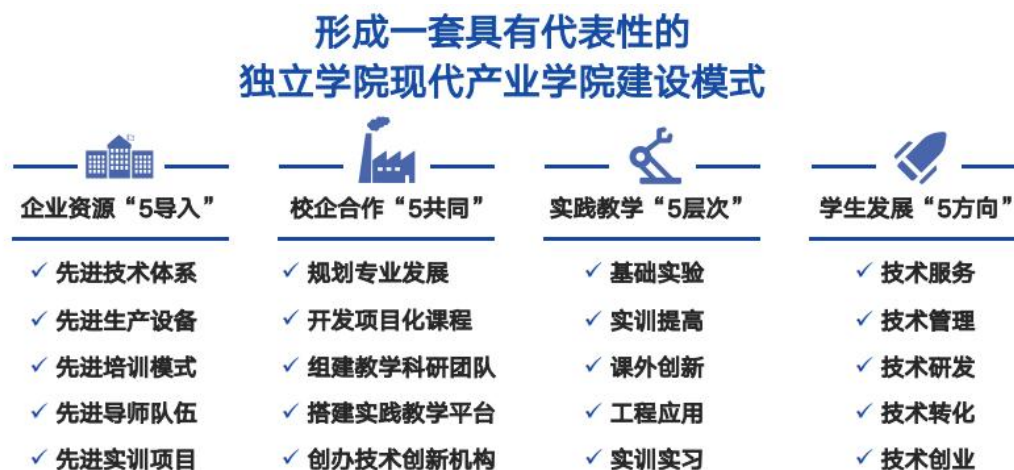 形成一套具有代表性的
独立学院现代产业学院建设模式
企业资源“5导入”
先进技术体系
先进生产设备
先进培训模式
先进导师队伍
先进实训项目
校企合作“5共同”
规划专业发展
开发项目化课程
组建教学科研团队
搭建实践教学平台
创办技术创新机构
实践教学“5层次”
基础实验
实训提高
课外创新
工程应用
实训实习
学生发展“5方向”
技术服务
技术管理
技术研发
技术转化
技术创业